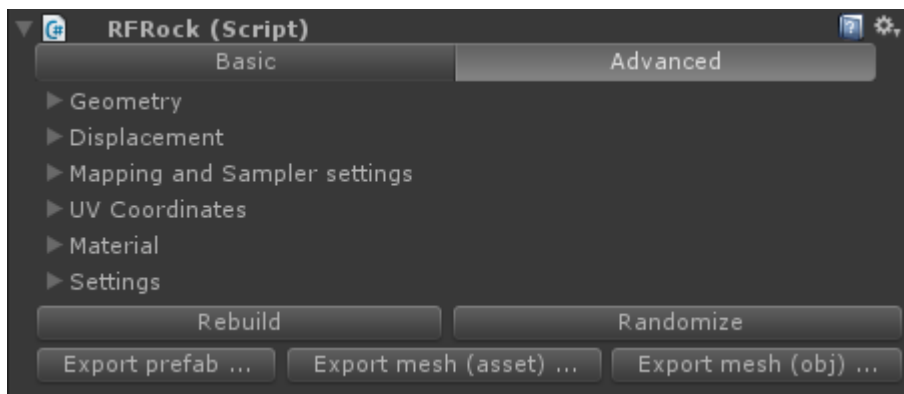 RFRock (Script)
Basic Advanced
Geometry
Displacement
Mapping and Sampler settings
UV Coordinates
Material
Settings
Rebuild Randomize
Export prefab ... Export mesh (asset) ... Export mesh (obj) ...